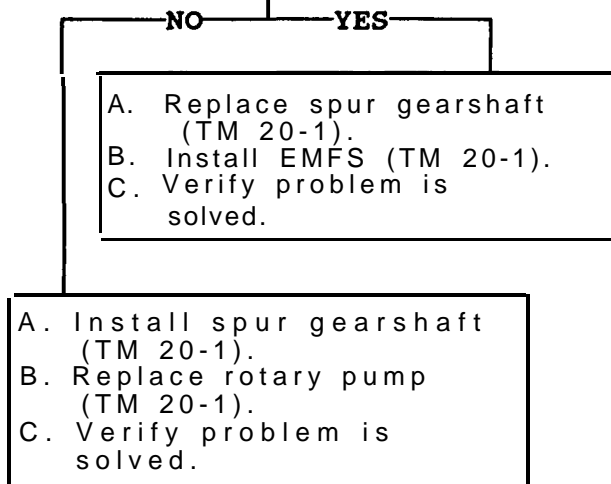 NO YES
A. Replace spur gearshaft
(TM 20-1).
B. Install EMFS (TM 20-1).
C. Verify problem is
solved.
A. Install spur gearshaft
(TM 20-1).
B. Replace rotary pump
(TM 20-1).
C. Verify problem is
solved.